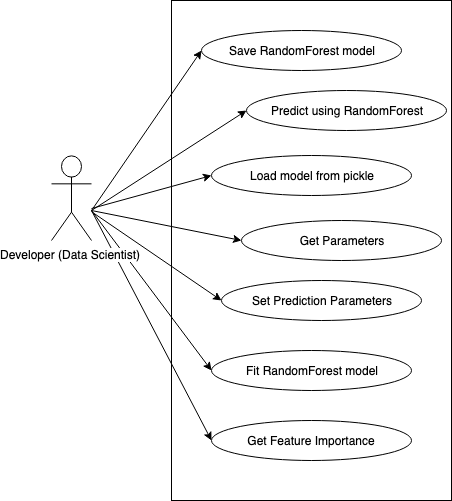 Save RandomForest model
Predict using RandomForest
Load model from pickle
Get Parameters
Developer (Data Scientist)
Set Prediction Parameters
Fit RandomForest model
Get Feature Importance